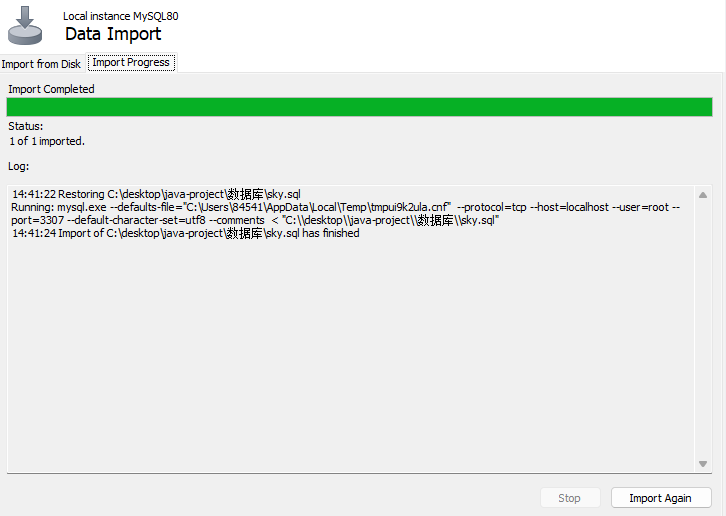 Local instance MySQL80
Data Import
Import from Disk
Import Progress
Import Completed
Status:
1 of 1 imported.
Log:
14:41:22 Restoring C:\desktop\java-project\数据库\sky.sql
Running: mysql.exe --defaults-file="C:\Users\84541\AppData\Local\Temp\tmpui9k2ula.cnf"  --protocol=tcp --host=localhost --user=root --
port=3307 --default-character-set=utf8 --comments  < "C:\\desktop\\java-project\\数据库\\sky.sql"
14:41:24 Import of C:\desktop\java-project\数据库\sky.sql has finished
Stop
Import Again